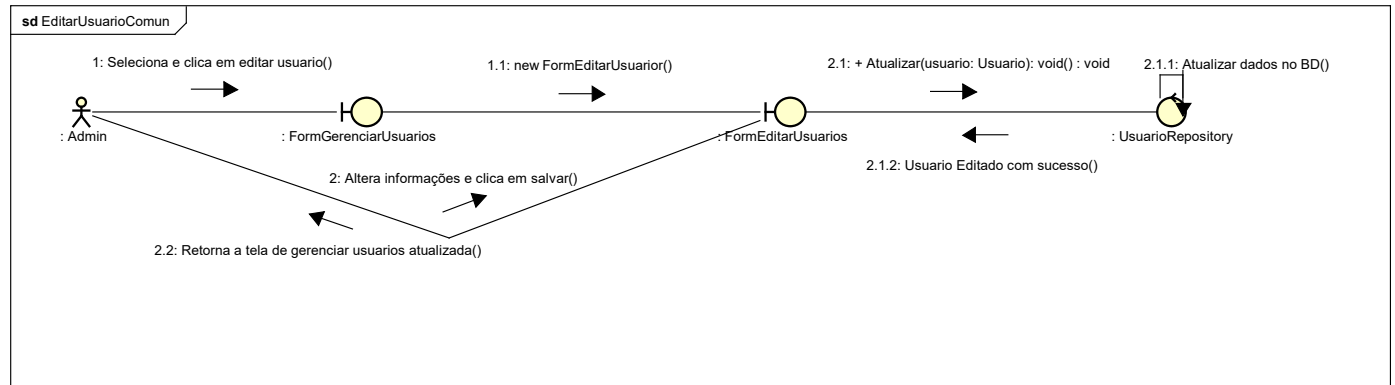 sd EditarUsuarioComun
1: Seleciona e clica em editar usuario()
1.1: new FormEditarUsuarior()
2.1: + Atualizar(usuario: Usuario): void() : void
2.1.1: Atualizar dados no BD()
: Admin
: FormGerenciarUsuarios
: FormEditarUsuarios
: UsuarioRepository
2.1.2: Usuario Editado com sucesso()
2: Altera informações e clica em salvar()
2.2: Retorna a tela de gerenciar usuarios atualizada()